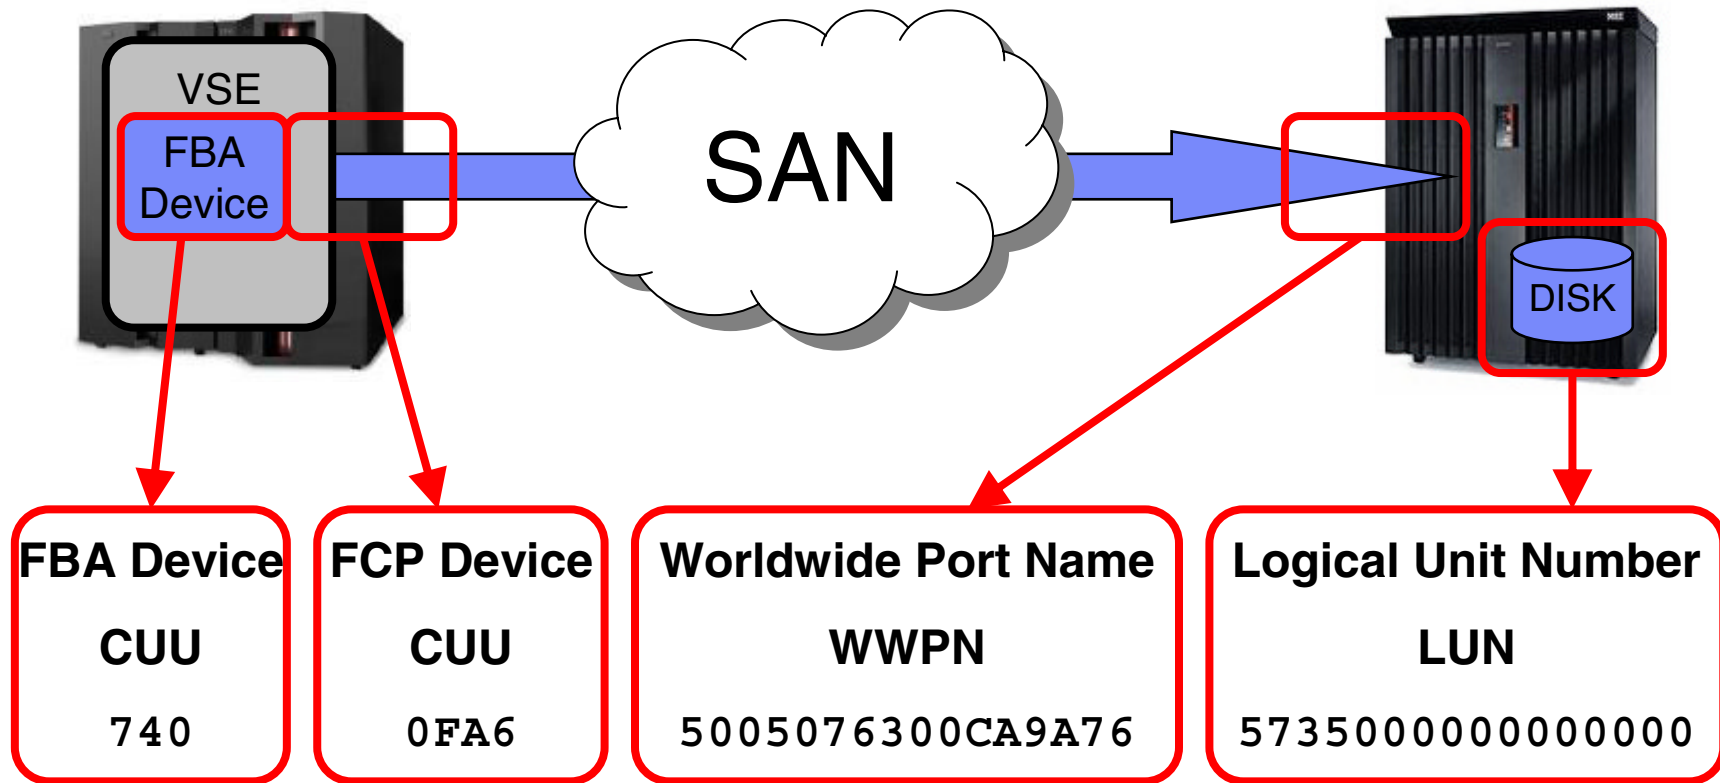 VSE
FBA
Device
SAN
DISK
FBA Device
CUU
740
FCP Device
CUU
0FA6
Worldwide Port Name
WWPN
5005076300CA9A76
Logical Unit Number
LUN
5735000000000000